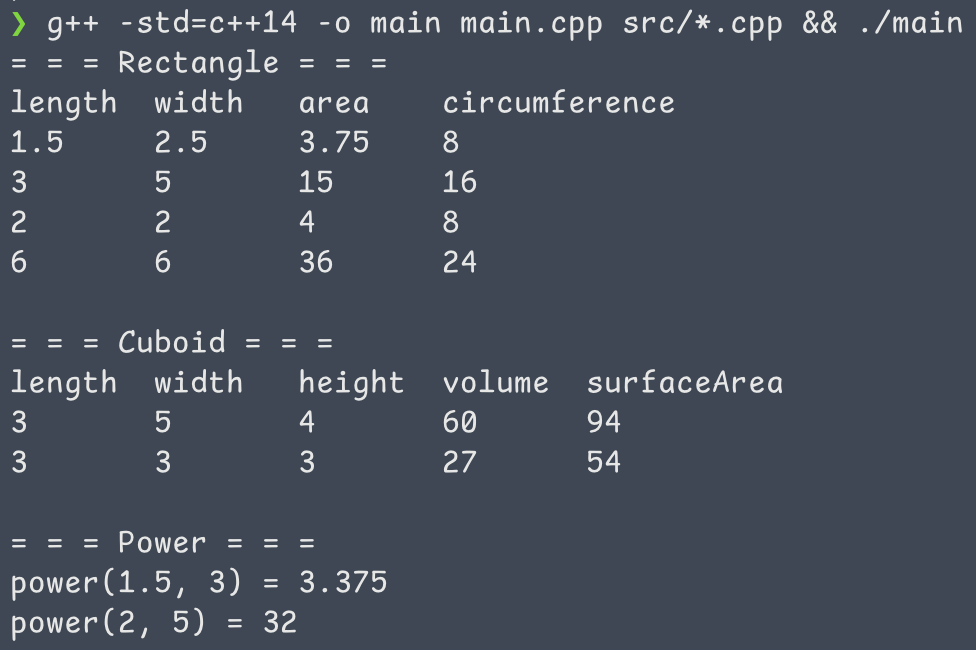 ❯ g++ -std=c++14 -o main main.cpp src/*.cpp && ./main
= = = Rectangle = = =
length  width   area    circumference
1.5     2.5     3.75    8
3       5       15      16
2       2       4       8
6       6       36      24

= = = Cuboid = = =
length  width   height  volume  surfaceArea
3       5       4       60      94
3       3       3       27      54

= = = Power = = =
power(1.5, 3) = 3.375
power(2, 5) = 32